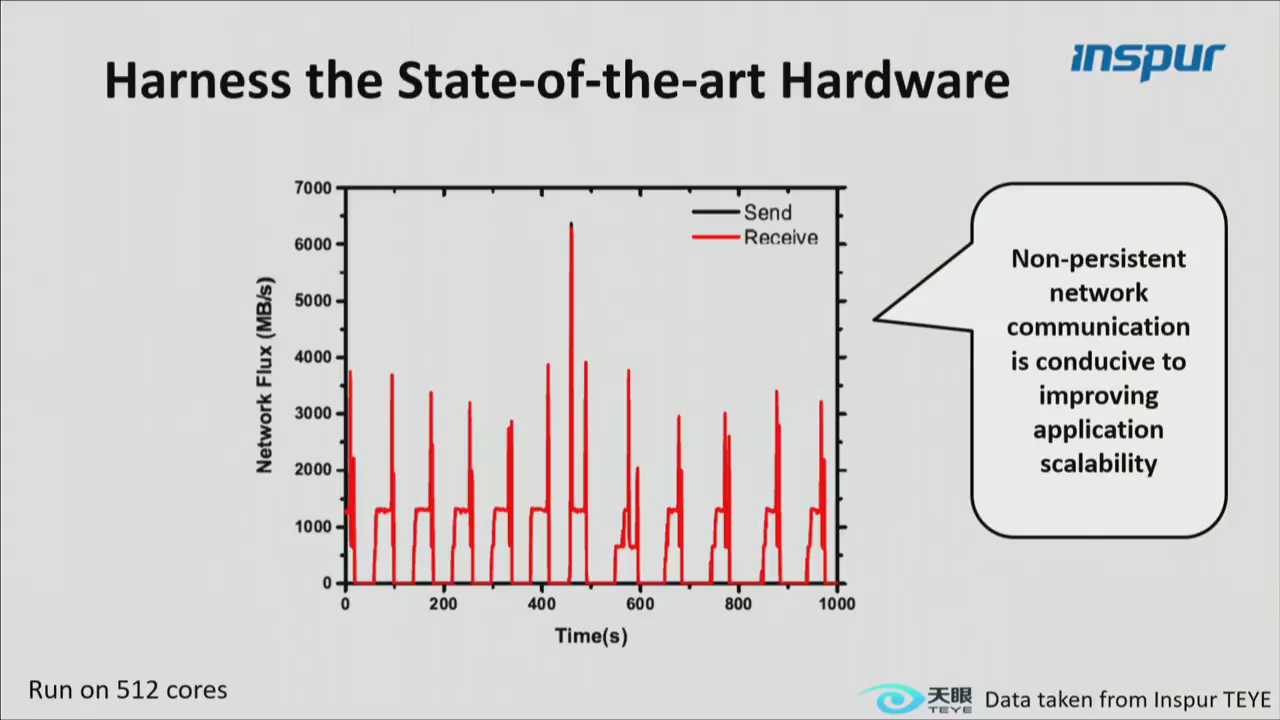 Harness the State-of-the-art Hardware
inspur
7000
6000
5000
4000
3000
2000
1000
0
Network Flux (MB/s)
Send
Receive
0 200 400 600 800 1000
Time(s)
Non-persistent
network
communication
is conducive to
improving
application
scalability
Run on 512 cores
天眼
TEYE
Data taken from Inspur TEYE